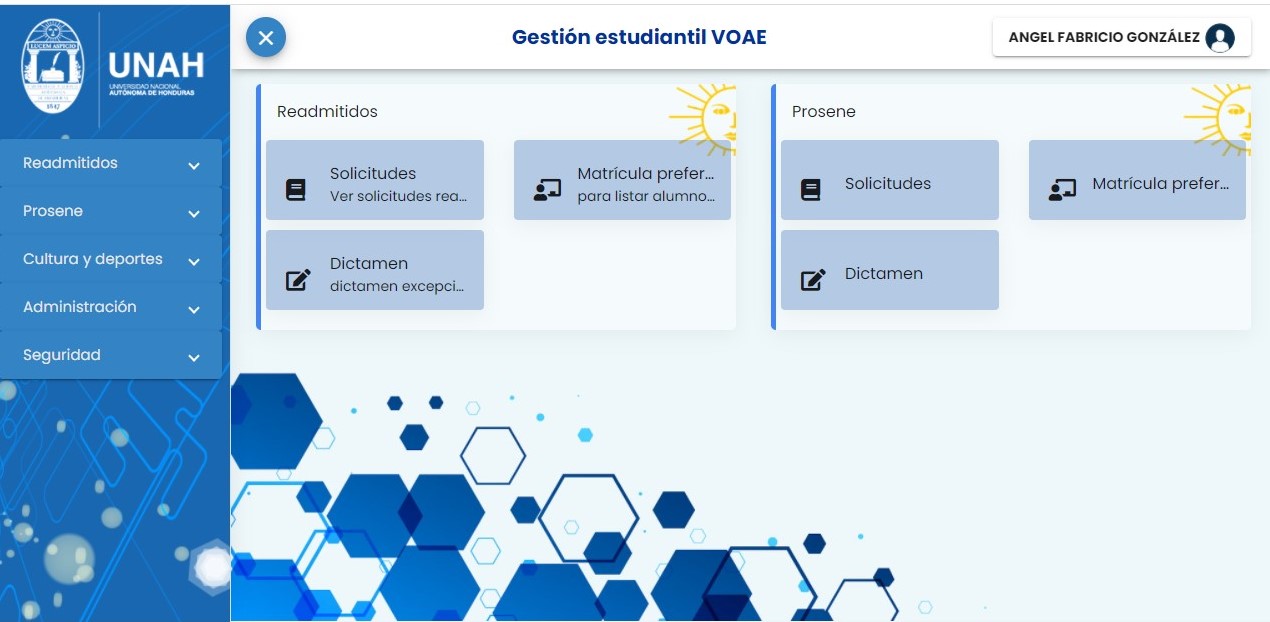 LUCEM ASPICIO
1847
UNAH
UNIVERSIDAD NACIONAL
AUTÓNOMA DE HONDURAS
Readmitidos
Prosene
Cultura y deportes
Administración
Seguridad
Gestión estudiantil VOAE
ANGEL FABRICIO GONZÁLEZ
Readmitidos
Solicitudes
Ver solicitudes rea...
Matrícula prefer...
para listar alumno...
Dictamen
dictamen excepci...
Prosene
Solicitudes
Matrícula prefer...
Dictamen